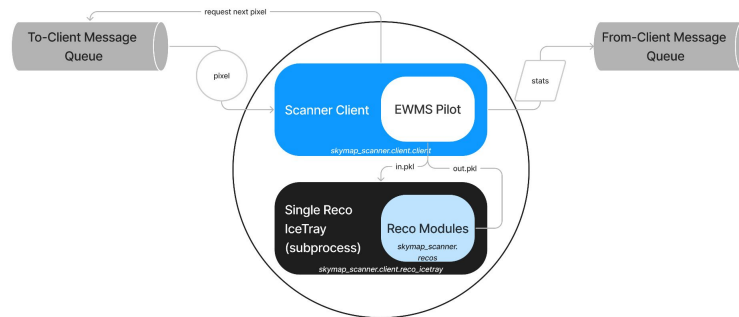 request next pixel
To-Client Message
Queue
From-Client Message
Queue
pixel
stats
Scanner Client
EWMS Pilot
skymap_scanner.client.client
in.pkl
out.pkl
Single Reco
IceTray
(subprocess)
Reco Modules
skymap_scanner.
recos
skymap_scanner.client.reco_icetray